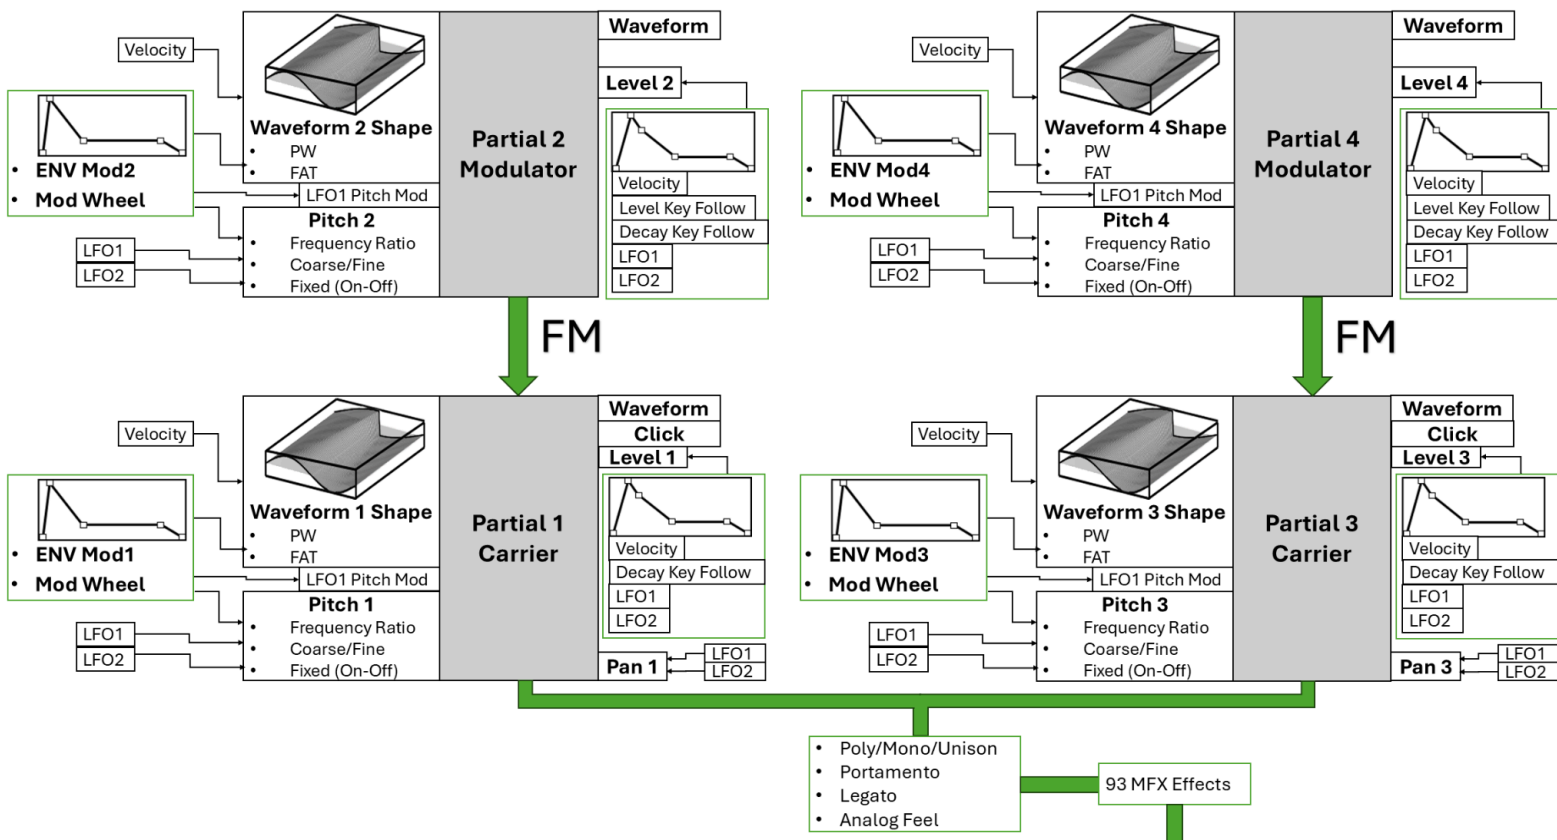 Waveform
Velocity
Level 2
Waveform 2 Shape
• PW
• FAT
Partial 2
Modulator
• ENV Mod2
• Mod Wheel
LFO1 Pitch Mod
Pitch 2
• Frequency Ratio
• Coarse/Fine
• Fixed (On-Off)
LFO1
LFO2
Velocity
Level Key Follow
Decay Key Follow
LFO1
LFO2
FM
Waveform
Velocity
Level 4
Waveform 4 Shape
• PW
• FAT
Partial 4
Modulator
• ENV Mod4
• Mod Wheel
LFO1 Pitch Mod
Pitch 4
• Frequency Ratio
• Coarse/Fine
• Fixed (On-Off)
LFO1
LFO2
Velocity
Level Key Follow
Decay Key Follow
LFO1
LFO2
FM
Waveform
Click
Level 1
Velocity
Waveform 1 Shape
• PW
• FAT
Partial 1
Carrier
• ENV Mod1
• Mod Wheel
LFO1 Pitch Mod
Pitch 1
• Frequency Ratio
• Coarse/Fine
• Fixed (On-Off)
LFO1
LFO2
Velocity
Decay Key Follow
LFO1
LFO2
Pan 1
LFO1
LFO2
Waveform
Click
Level 3
Velocity
Waveform 3 Shape
• PW
• FAT
Partial 3
Carrier
• ENV Mod3
• Mod Wheel
LFO1 Pitch Mod
Pitch 3
• Frequency Ratio
• Coarse/Fine
• Fixed (On-Off)
LFO1
LFO2
Velocity
Decay Key Follow
LFO1
LFO2
Pan 3
LFO1
LFO2
• Poly/Mono/Unison
• Portamento
• Legato
• Analog Feel
93 MFX Effects